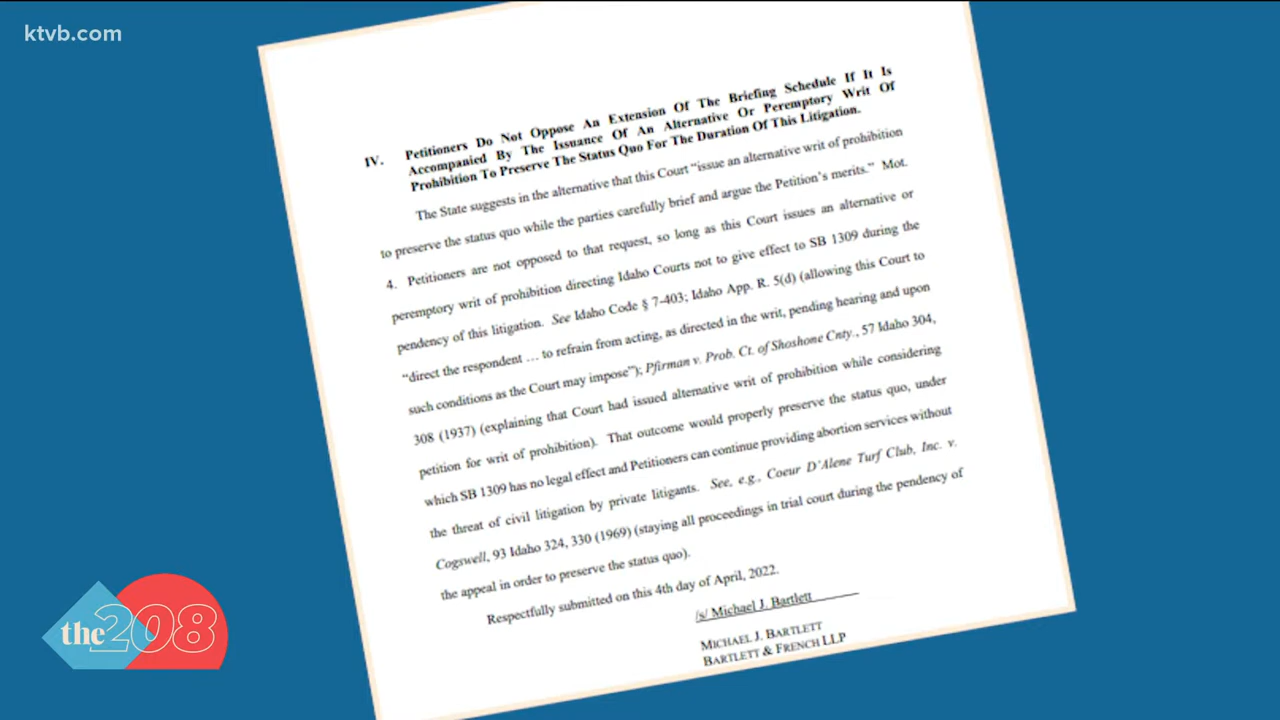 ktvb.com
IV. Petitioners Do Not Oppose An Extension Of The Briefing Schedule If It Is
Accompanied By The Issuance Of An Alternative Or Peremptory Writ Of
Prohibition To Preserve The Status Quo For The Duration Of This Litigation.
The State suggests in the alternative that this Court “issue an alternative writ of prohibition
to preserve the status quo while the parties carefully brief and argue the Petition’s merits.” Mot.
4. Petitioners are not opposed to that request, so long as this Court issues an alternative or
peremptory writ of prohibition directing Idaho Courts not to give effect to SB 1309 during the
pendency of this litigation. See Idaho Code § 7-403; Idaho App. R. 5(d) (allowing this Court to
“direct the respondent … to refrain from acting, as directed in the writ, pending hearing and upon
such conditions as the Court may impose”); Pfirman v. Prob. Ct. of Shoshone Cnty., 57 Idaho 304,
308 (1937) (explaining that Court had issued alternative writ of prohibition while considering
petition for writ of prohibition). That outcome would properly preserve the status quo, under
which SB 1309 has no legal effect and Petitioners can continue providing abortion services without
the threat of civil litigation by private litigants. See, e.g., Coeur D’Alene Turf Club, Inc. v.
Cogswell, 93 Idaho 324, 330 (1969) (staying all proceedings in trial court during the pendency of
the appeal in order to preserve the status quo).
Respectfully submitted on this 4th day of April, 2022.
/s/ Michael J. Bartlett
MICHAEL J. BARTLETT
BARTLETT & FRENCH LLP
the208